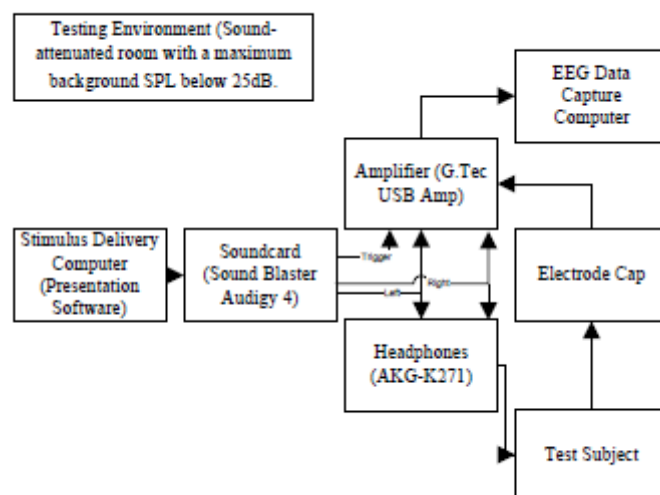 Testing Environment (Sound-
attenuated room with a maximum
background SPL below 25dB.
EEG Data
Capture
Computer
Amplifier (G.Tec
USB Amp)
Stimulus Delivery
Computer
(Presentation
Software)
Soundcard
(Sound Blaster
Audigy 4)
Trigger
Right
Left
Electrode Cap
Headphones
(AKG-K271)
Test Subject